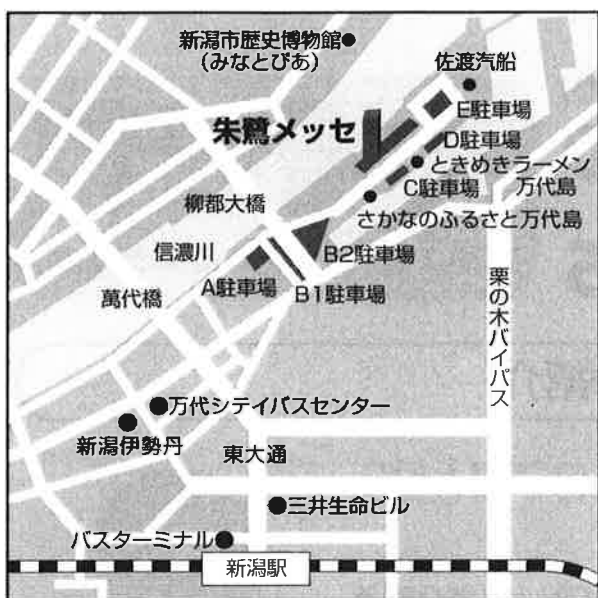 新潟市歴史博物館
(みなとぴあ)
佐渡汽船
E駐車場
朱鷺メッセ
D駐車場
ときめきラーメン
万代島
C駐車場
柳都大橋
さかなのふるさと万代島
信濃川
B2駐車場
A駐車場
B1駐車場
萬代橋
栗の木バイパス
万代シテイバスセンター
新潟伊勢丹
東大通
三井生命ビル
バスターミナル
新潟駅